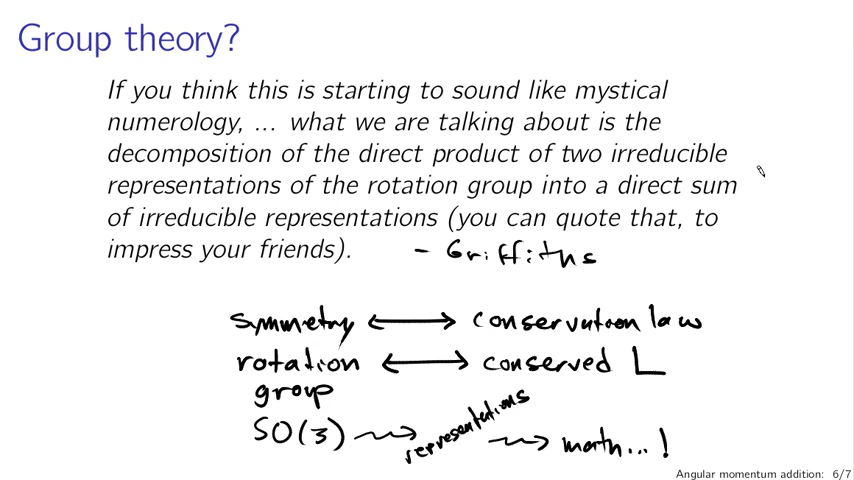 Group theory?
If you think this is starting to sound like mystical
numerology, ... what we are talking about is the
decomposition of the direct product of two irreducible
representations of the rotation group into a direct sum
of irreducible representations (you can quote that, to
impress your friends).
- Griffiths
symmetry ⟷ conservation law
rotation ⟷ conserved L
group
SO(3) ⇝ representations ⇝ math...!
Angular momentum addition: 6/7